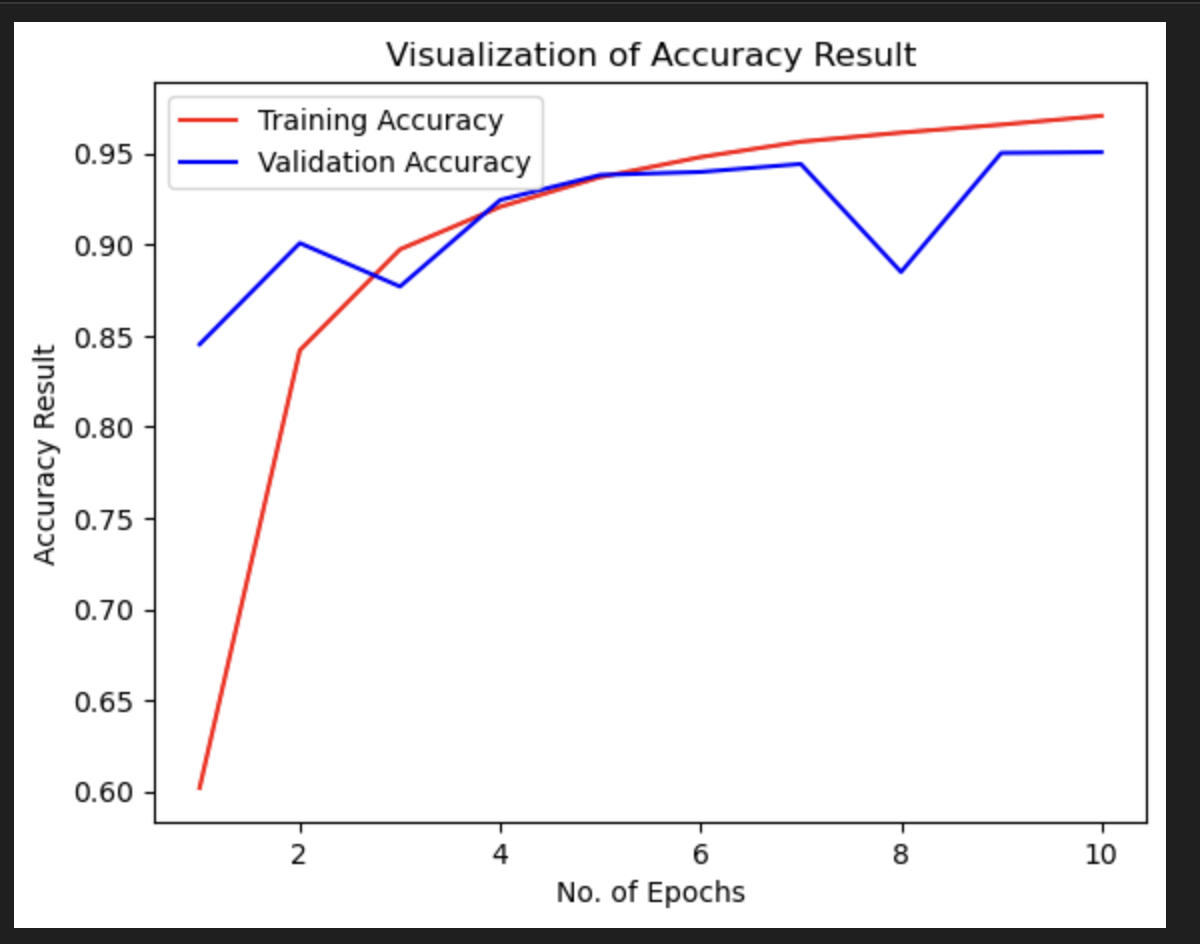 Visualization of Accuracy Result
Training Accuracy
Validation Accuracy
0.95
0.90
0.85
0.80
0.75
0.70
0.65
0.60
Accuracy Result
2 4 6 8 10
No. of Epochs